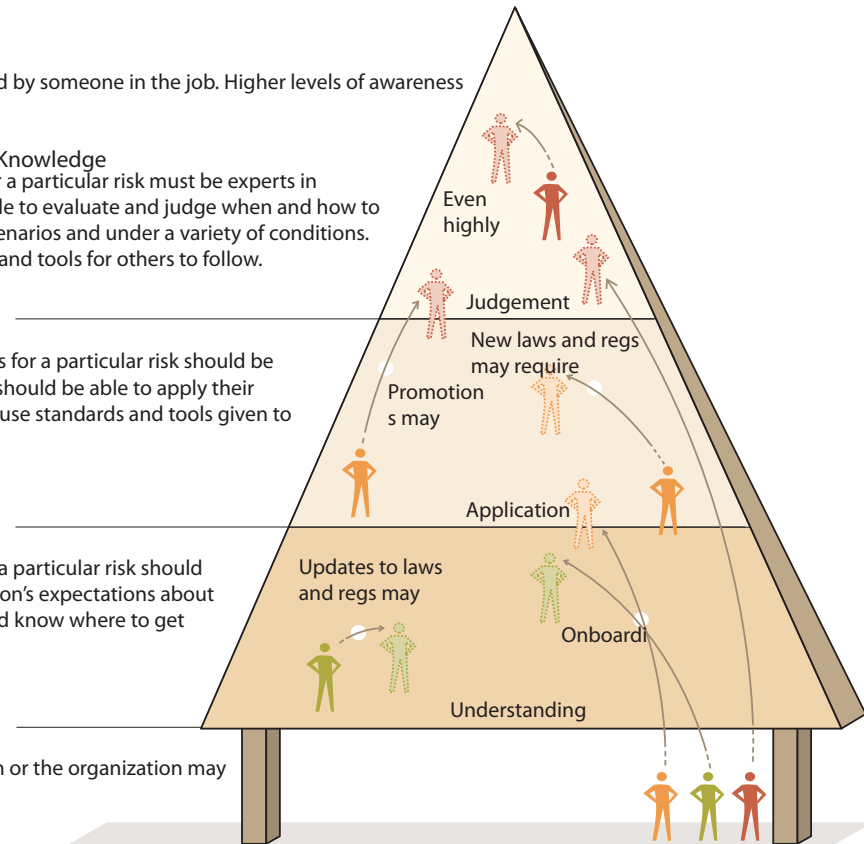 d by someone in the job. Higher levels of awareness
Knowledge
r a particular risk must be experts in
le to evaluate and judge when and how to
enarios and under a variety of conditions.
and tools for others to follow.
Even
highly
Judgement
s for a particular risk should be
should be able to apply their
use standards and tools given to
New laws and regs
may require
Promotion
s may
Application
a particular risk should
on's expectations about
d know where to get
Updates to laws
and regs may
Onboardi
Understanding
n or the organization may